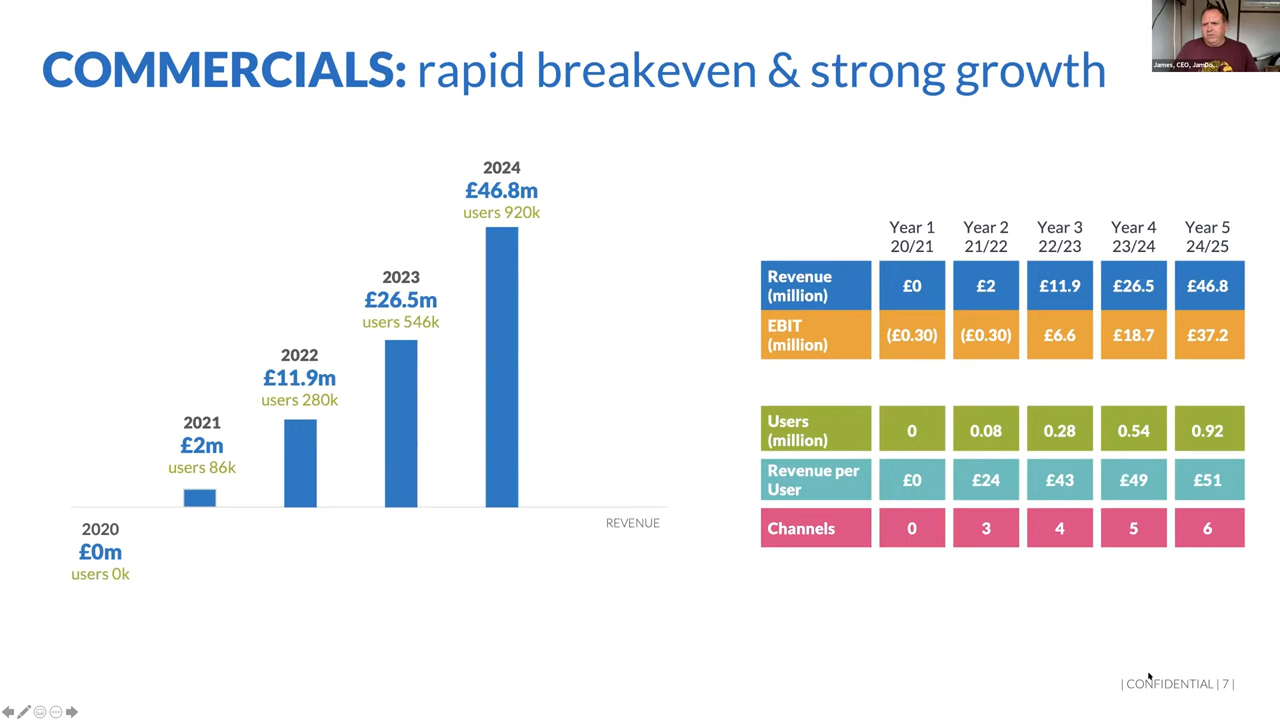 COMMERCIALS: rapid breakeven & strong growth
James, CEO, JamDo...
2024
£46.8m
users 920k
2023
£26.5m
users 546k
2022
£11.9m
users 280k
2021
£2m
users 86k
2020
£0m
users 0k
REVENUE
Year 1 Year 2 Year 3 Year 4 Year 5
20/21 21/22 22/23 23/24 24/25
Revenue
(million) £0 £2 £11.9 £26.5 £46.8
EBIT
(million) (£0.30) (£0.30) £6.6 £18.7 £37.2
Users
(million) 0 0.08 0.28 0.54 0.92
Revenue per
User £0 £24 £43 £49 £51
Channels 0 3 4 5 6
| CONFIDENTIAL | 7 |